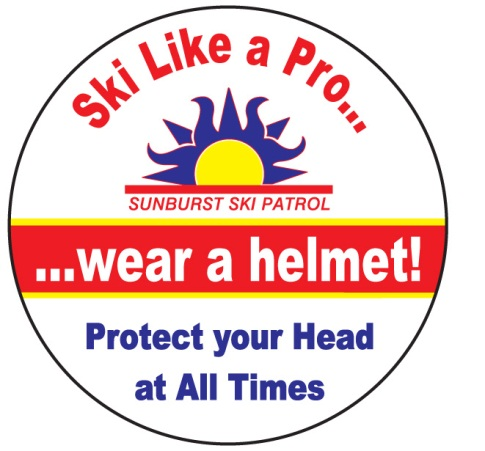 Ski Like a Pro...
SUNBURST SKI PATROL
...wear a helmet!
Protect your Head
at All Times